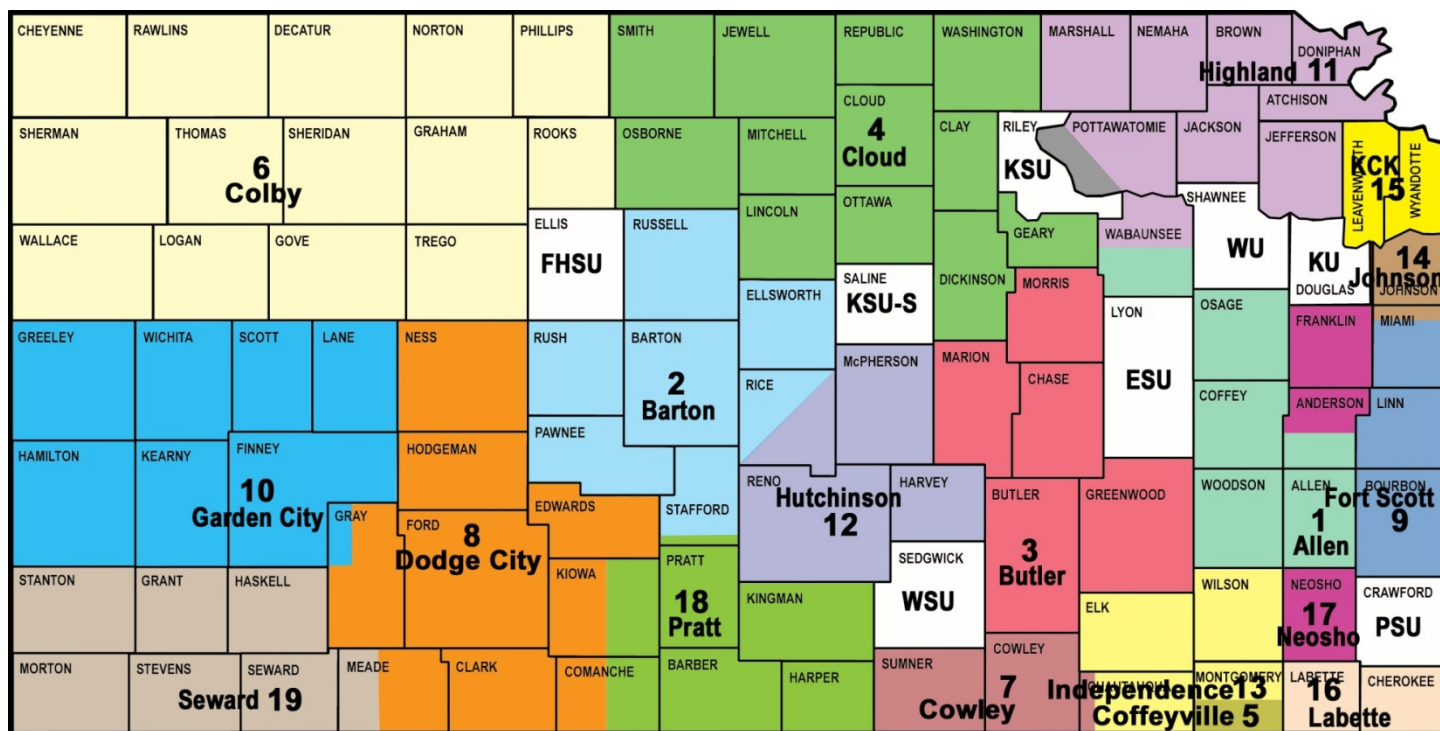 CHEYENNE
RAWLINS
DECATUR
NORTON
PHILLIPS
SMITH
JEWELL
REPUBLIC
WASHINGTON
MARSHALL
NEMAHA
BROWN
DONIPHAN
Highland 11
SHERMAN
THOMAS
SHERIDAN
GRAHAM
ROOKS
OSBORNE
MITCHELL
CLOUD
4
Cloud
CLAY
RILEY
KSU
POTTAWATOMIE
JACKSON
ATCHISON
JEFFERSON
LEAVENWORTH
WYANDOTTE
KCK
15
6
Colby
WALLACE
LOGAN
GOVE
TREGO
ELLIS
FHSU
RUSSELL
LINCOLN
OTTAWA
GEARY
WABAUNSEE
SHAWNEE
WU
KU
DOUGLAS
14
Johnson
JOHNSON
ELLSWORTH
SALINE
KSU-S
DICKINSON
MORRIS
LYON
ESU
OSAGE
FRANKLIN
MIAMI
GREELEY
WICHITA
SCOTT
LANE
NESS
RUSH
BARTON
2
Barton
RICE
McPHERSON
MARION
CHASE
COFFEY
ANDERSON
LINN
HAMILTON
KEARNY
FINNEY
10
Garden City
HODGEMAN
PAWNEE
STAFFORD
RENO
Hutchinson
12
HARVEY
BUTLER
3
Butler
GREENWOOD
WOODSON
ALLEN
1
Allen
BOURBON
Fort Scott
9
GRAY
FORD
8
Dodge City
EDWARDS
KIOWA
PRATT
18
Pratt
KINGMAN
SEDGWICK
WSU
ELK
WILSON
NEOSHO
17
Neosho
CRAWFORD
PSU
STANTON
GRANT
HASKELL
MORTON
STEVENS
SEWARD
Seward 19
MEADE
CLARK
COMANCHE
BARBER
HARPER
SUMNER
COWLEY
7
Cowley
CHAUTAUQUA
MONTGOMERY
Independence 13
Coffeyville 5
LABETTE
16
Labette
CHEROKEE